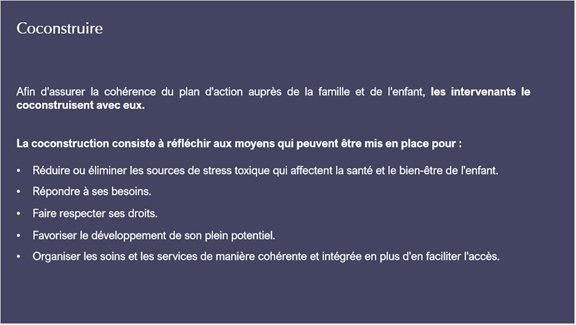 Coconstruire
Afin d'assurer la cohérence du plan d'action auprès de la famille et de l'enfant, les intervenants le
coconstruisent avec eux.
La coconstruction consiste à réfléchir aux moyens qui peuvent être mis en place pour :
• Réduire ou éliminer les sources de stress toxique qui affectent la santé et le bien-être de l'enfant.
• Répondre à ses besoins.
• Faire respecter ses droits.
• Favoriser le développement de son plein potentiel.
• Organiser les soins et les services de manière cohérente et intégrée en plus d'en faciliter l'accès.